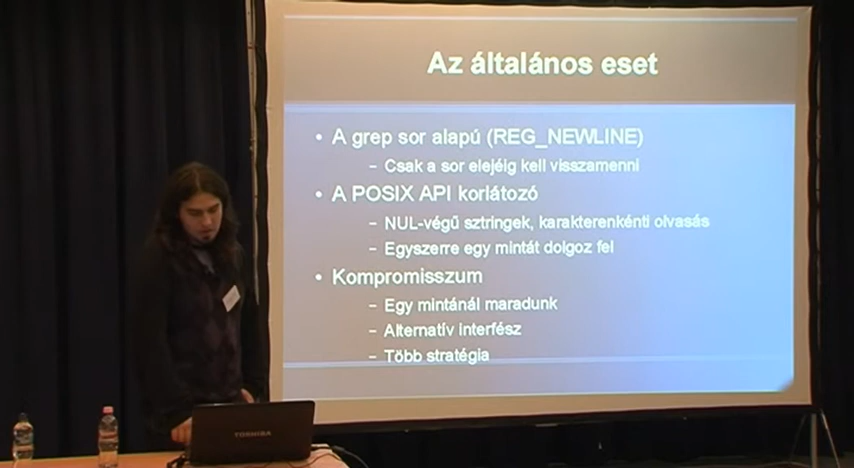 Az általános eset
• A grep sor alapú (REG_NEWLINE)
– Csak a sor elejéig kell visszamenni
• A POSIX API korlátozó
– NUL-végű sztringek, karakterenkénti olvasás
– Egyszerre egy mintát dolgoz fel
• Kompromisszum
– Egy mintánál maradunk
– Alternatív interfész
– Több stratégia
TOSHIBA